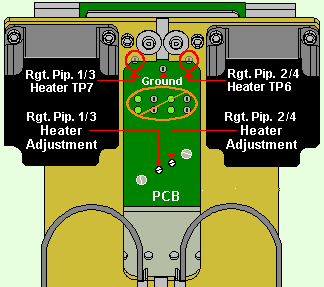 Rgt. Pip. 1/3
Heater TP7
Ground
Rgt. Pip. 2/4
Heater TP6
Rgt.Pip. 1/3
Heater
Adjustment
Rgt. Pip. 2/4
Heater
Adjustment
PCB